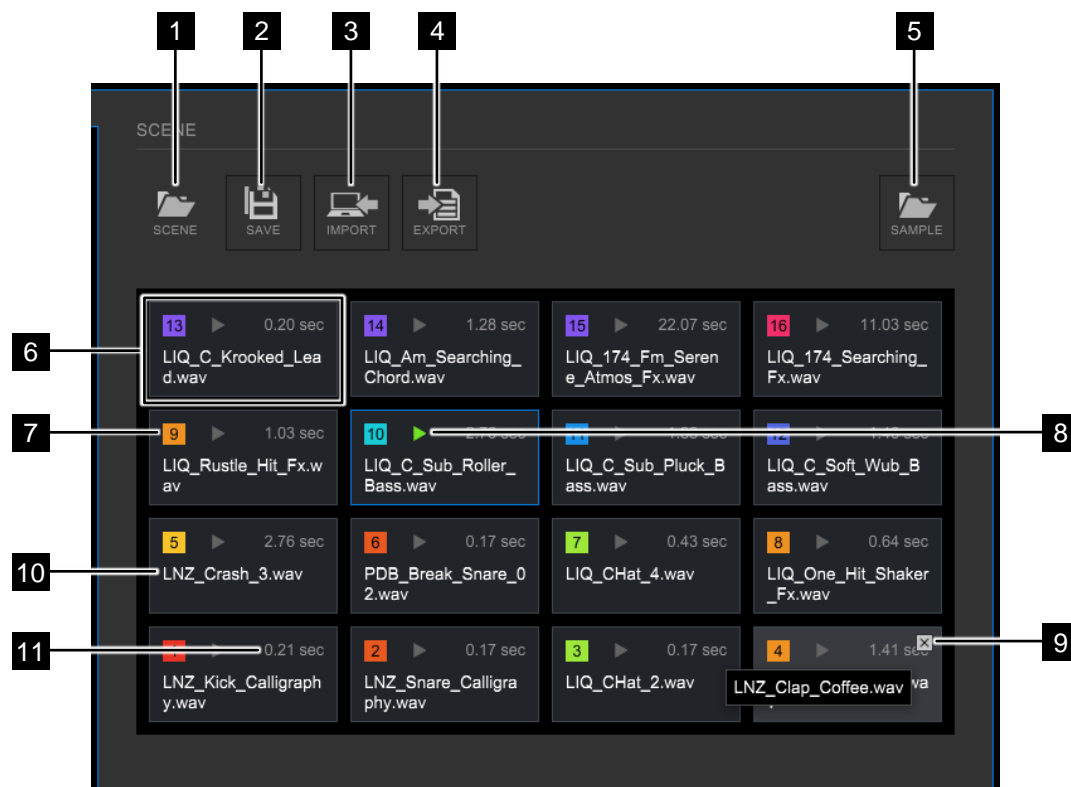 1 2 3 4 5
SCENE
SCENE SAVE IMPORT EXPORT SAMPLE
6
13 0.20 sec
LIQ_C_Krooked_Lea
d.wav
14 1.28 sec
LIQ_Am_Searching_
Chord.wav
15 22.07 sec
LIQ_174_Fm_Seren
e_Atmos_Fx.wav
16 11.03 sec
LIQ_174_Searching_
Fx.wav
7
9 1.03 sec
LIQ_Rustle_Hit_Fx.w
av
10
LIQ_C_Sub_Roller_
Bass.wav
11
LIQ_C_Sub_Pluck_B
ass.wav
12
LIQ_C_Soft_Wub_B
ass.wav
8
10
5 2.76 sec
LNZ_Crash_3.wav
6 0.17 sec
PDB_Break_Snare_0
2.wav
7 0.43 sec
LIQ_CHat_4.wav
8 0.64 sec
LIQ_One_Hit_Shaker
_Fx.wav
11
1 0.21 sec
LNZ_Kick_Calligraph
y.wav
2 0.17 sec
LNZ_Snare_Calligra
phy.wav
3 0.17 sec
LIQ_CHat_2.wav
4 1.41 sec
LNZ_Clap_Coffee.wav
wa
9